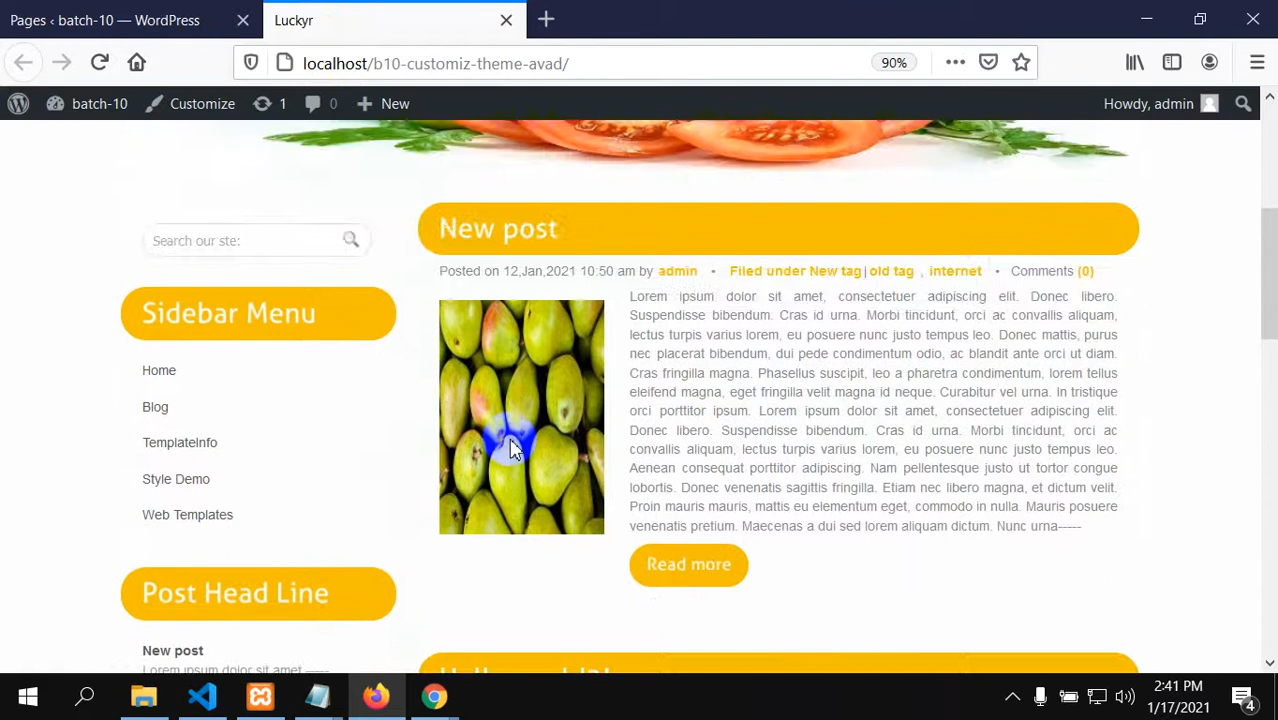 Pages ‹ batch-10 — WordPress
Luckyr
localhost/b10-customiz-theme-avad/
90%
batch-10
Customize
1
0
New
Howdy, admin
Search our ste:
Sidebar Menu
Home
Blog
TemplateInfo
Style Demo
Web Templates
Post Head Line
New post
Lorem ipsum dolor sit amet -----
New post
Posted on 12,Jan,2021 10:50 am by admin • Filed under New tag| old tag , internet • Comments (0)
Lorem ipsum dolor sit amet, consectetuer adipiscing elit. Donec libero.
Suspendisse bibendum. Cras id urna. Morbi tincidunt, orci ac convallis aliquam,
lectus turpis varius lorem, eu posuere nunc justo tempus leo. Donec mattis, purus
nec placerat bibendum, dui pede condimentum odio, ac blandit ante orci ut diam.
Cras fringilla magna. Phasellus suscipit, leo a pharetra condimentum, lorem tellus
eleifend magna, eget fringilla velit magna id neque. Curabitur vel urna. In tristique
orci porttitor ipsum. Lorem ipsum dolor sit amet, consectetuer adipiscing elit.
Donec libero. Suspendisse bibendum. Cras id urna. Morbi tincidunt, orci ac
convallis aliquam, lectus turpis varius lorem, eu posuere nunc justo tempus leo.
Aenean consequat porttitor adipiscing. Nam pellentesque justo ut tortor congue
lobortis. Donec venenatis sagittis fringilla. Etiam nec libero magna, et dictum velit.
Proin mauris mauris, mattis eu elementum eget, commodo in nulla. Mauris posuere
venenatis pretium. Maecenas a dui sed lorem aliquam dictum. Nunc urna-----
Read more
2:41 PM
1/17/2021
4